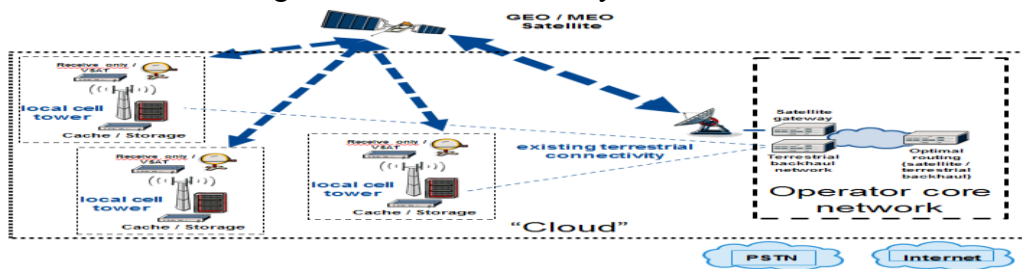 GEO / MEO
Satellite
Receive only /
VSAT
local cell
tower
Cache / Storage
Receive only /
VSAT
local cell
tower
Cache / Storage
Receive only /
VSAT
local cell
tower
Cache / Storage
existing terrestrial
connectivity
Satellite
gateway
Terrestrial
backhaul
network
Optimal
routing
(satellite /
terrestrial
backhaul)
Operator core
network
“Cloud”
PSTN
Internet